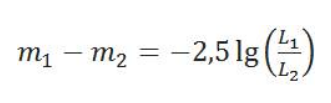 m₁ − m₂ = −2,5 lg(L₁/L₂)